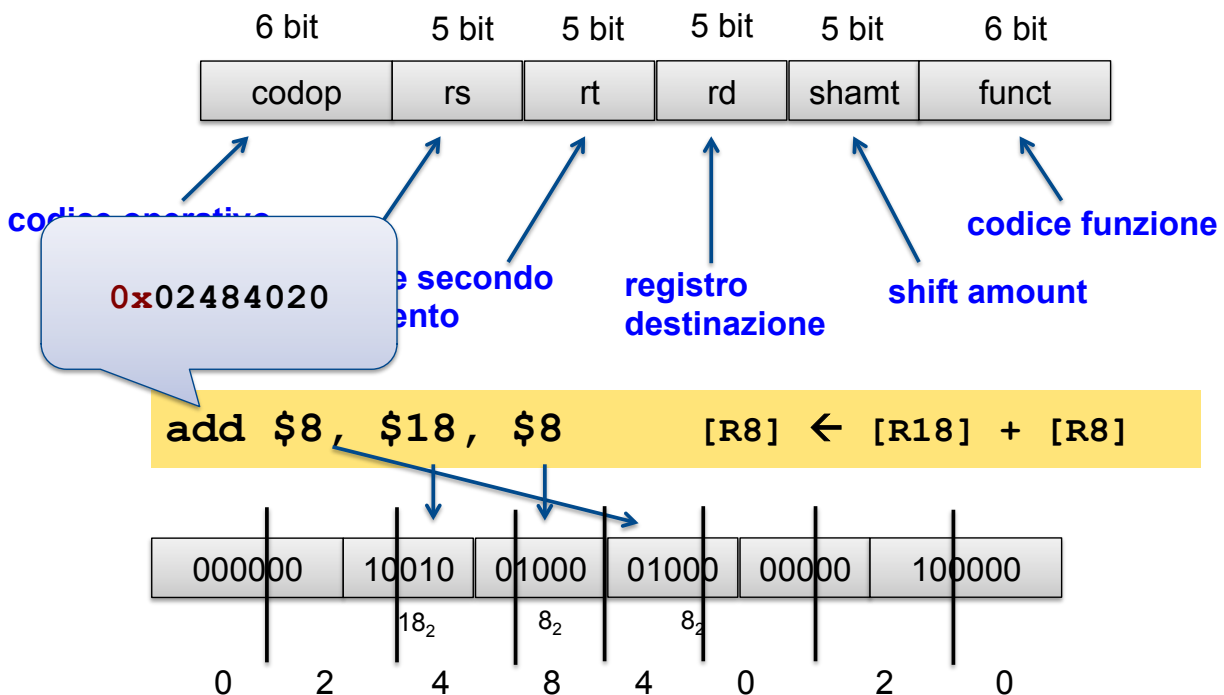 6 bit 5 bit 5 bit 5 bit 5 bit 6 bit
codop rs rt rd shamt funct
codice operativo
codice funzione
e secondo
ento
registro
destinazione
shift amount
0x02484020
add $8, $18, $8 [R8] ← [R18] + [R8]
000000 10010 01000 01000 00000 100000
18₂ 8₂ 8₂
0 2 4 8 4 0 2 0